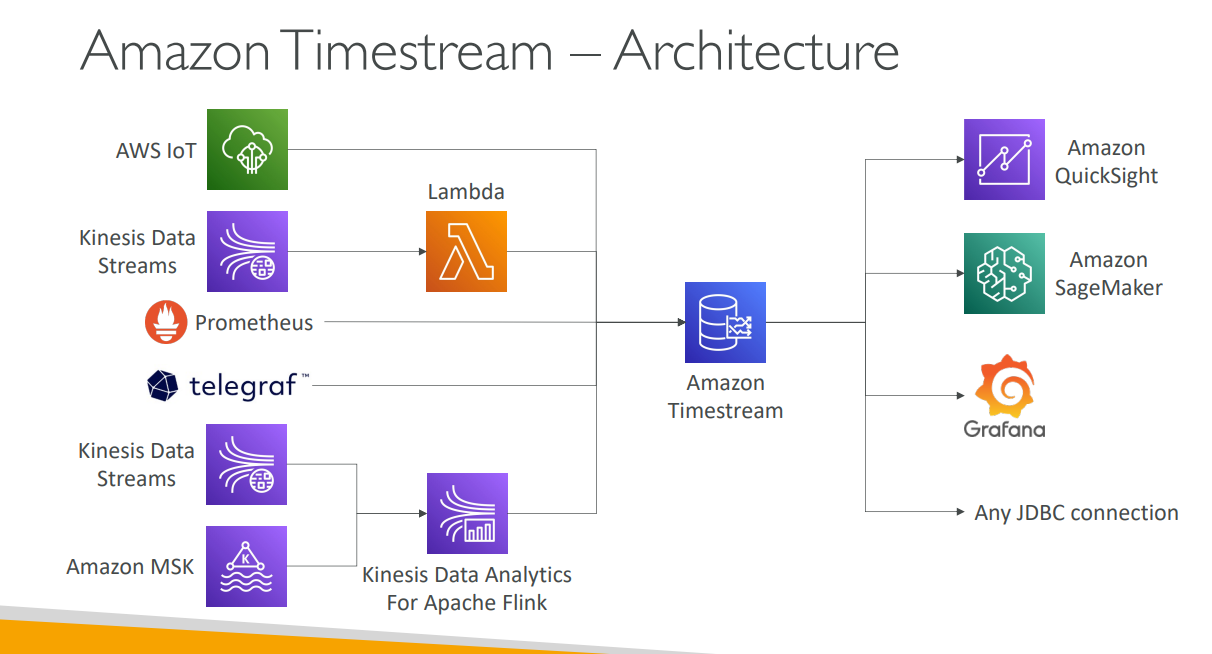 Amazon Timestream – Architecture
AWS IoT
Lambda
Kinesis Data
Streams
Prometheus
telegraf™
Kinesis Data
Streams
Amazon MSK
K
Kinesis Data Analytics
For Apache Flink
Amazon
Timestream
Amazon
QuickSight
Amazon
SageMaker
Grafana
Any JDBC connection